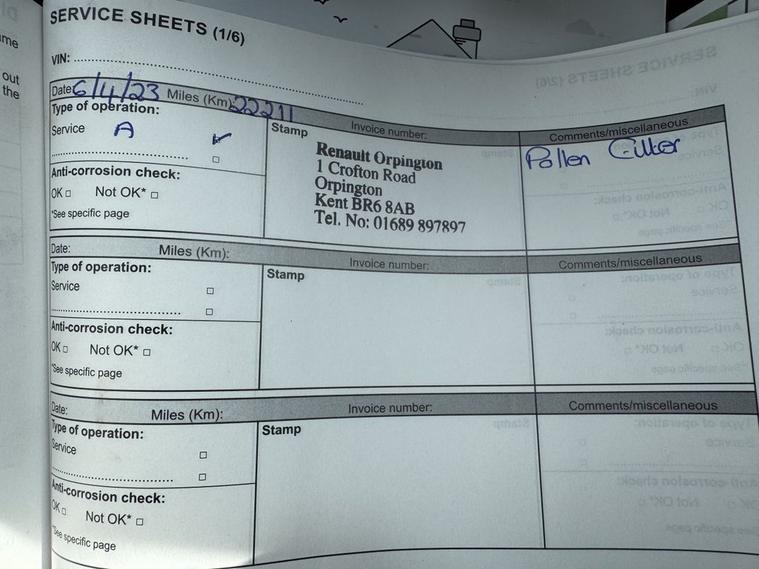 SERVICE SHEETS (1/6)
VIN:
Date: 6/4/23 Miles (Km): 22211
Type of operation:
Service A
Anti-corrosion check:
OK Not OK*
*See specific page
Stamp
Invoice number:
Renault Orpington
1 Crofton Road
Orpington
Kent BR6 8AB
Tel. No: 01689 897897
Comments/miscellaneous
Pollen Filter
Date: Miles (Km):
Type of operation:
Service
Anti-corrosion check:
OK Not OK*
*See specific page
Stamp
Invoice number:
Comments/miscellaneous
Date: Miles (Km):
Type of operation:
Service
Anti-corrosion check:
OK Not OK*
*See specific page
Stamp
Invoice number:
Comments/miscellaneous
me
out
the